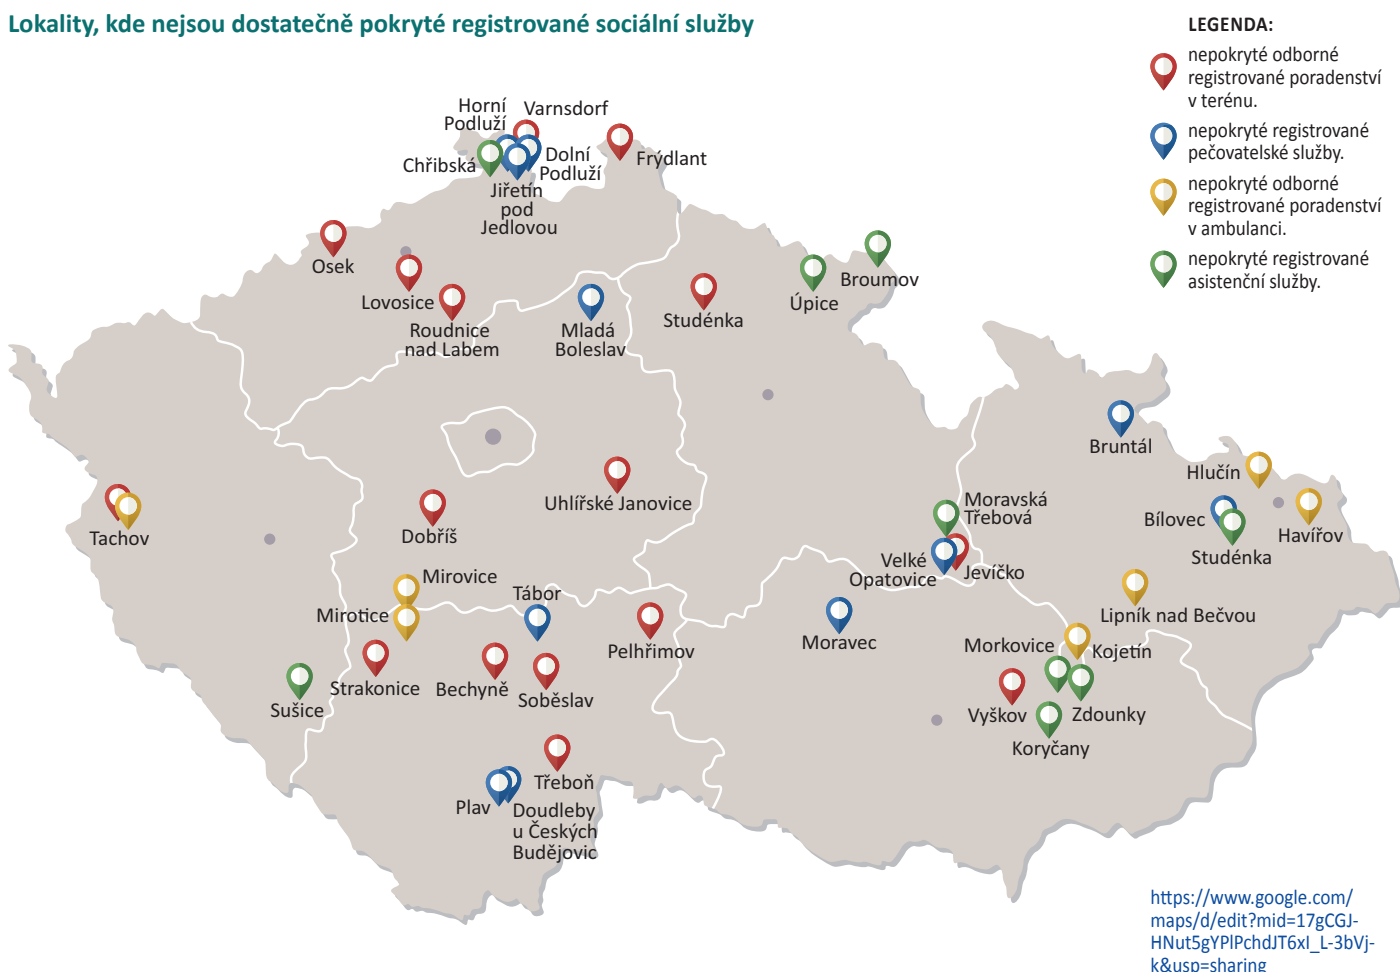 Lokality, kde nejsou dostatečně pokryté registrované sociální služby
LEGENDA:
nepokryté odborné
registrované poradenství
v terénu.
nepokryté registrované
pečovatelské služby.
nepokryté odborné
registrované poradenství
v ambulanci.
nepokryté registrované
asistenční služby.
Horní
Podluží
Varnsdorf
Chřibská
Dolní
Podluží
Frýdlant
Jiřetín
pod
Jedlovou
Osek
Lovosice
Roudnice
nad Labem
Mladá
Boleslav
Studénka
Úpice
Broumov
Bruntál
Hlučín
Bílovec
Studénka
Havířov
Tachov
Dobříš
Uhlířské Janovice
Moravská
Třebová
Velké
Opatovice
Jevíčko
Mirovice
Mirotice
Tábor
Lipník nad Bečvou
Strakonice
Bechyně
Soběslav
Pelhřimov
Moravec
Morkovice
Kojetín
Sušice
Vyškov
Zdounky
Koryčany
Třeboň
Plav
Doudleby
u Českých
Budějovic
https://www.google.com/
maps/d/edit?mid=17gCGJ-
HNut5gYPlPchdJT6xI_L-3bVj-
k&usp=sharing